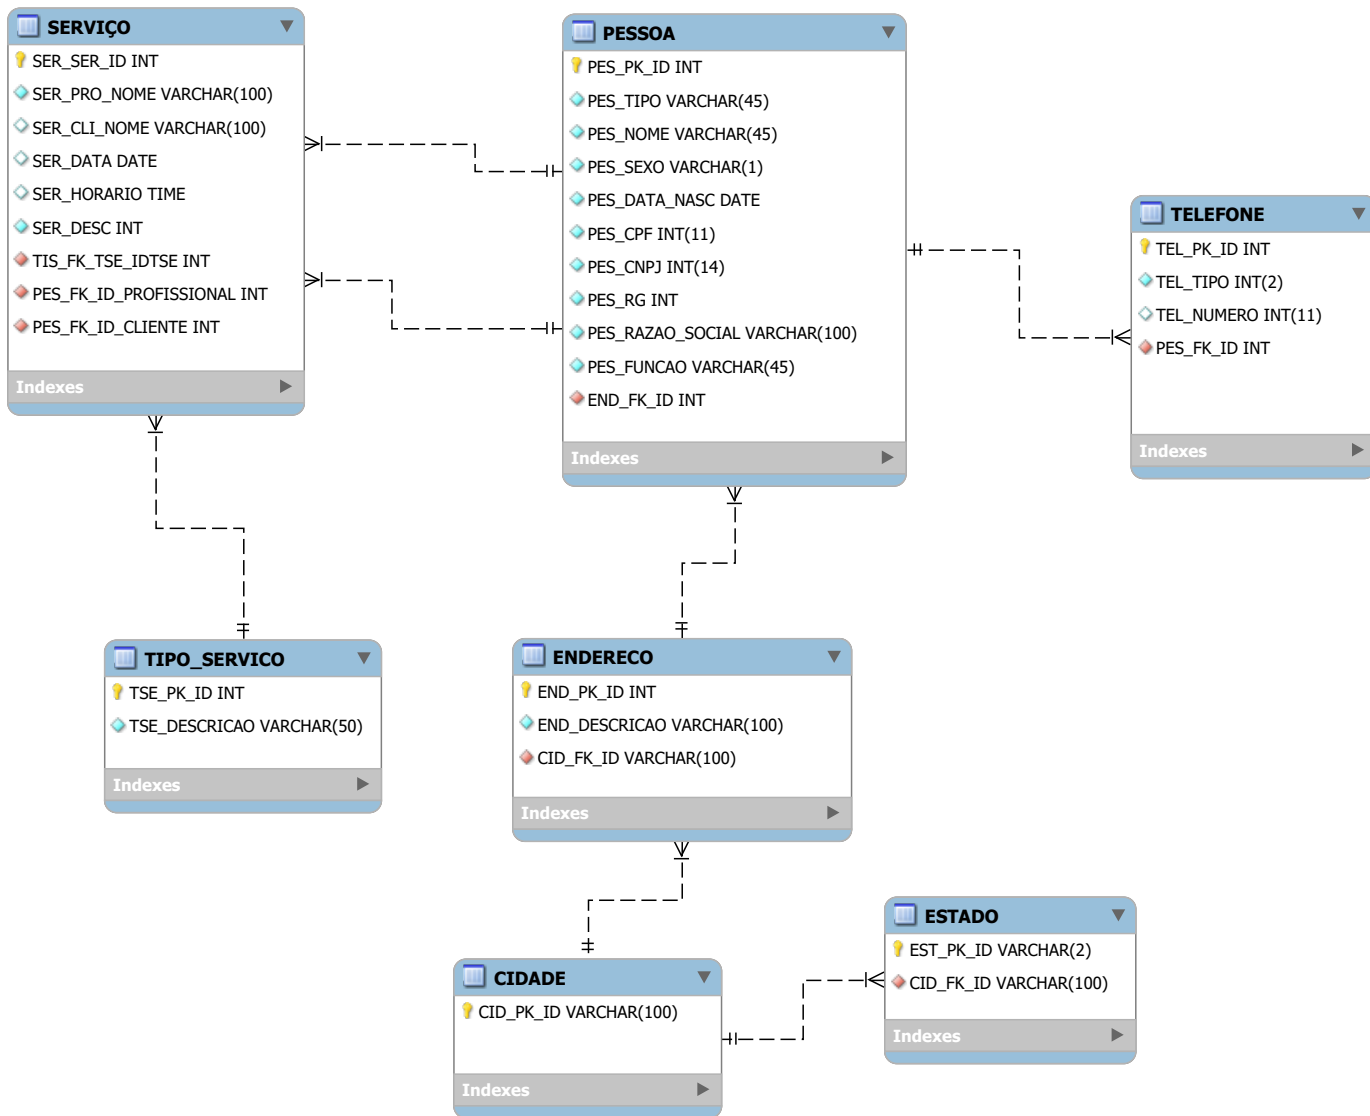 SERVIÇO
SER_SER_ID INT
SER_PRO_NOME VARCHAR(100)
SER_CLI_NOME VARCHAR(100)
SER_DATA DATE
SER_HORARIO TIME
SER_DESC INT
TIS_FK_TSE_IDTSE INT
PES_FK_ID_PROFISSIONAL INT
PES_FK_ID_CLIENTE INT
Indexes
PESSOA
PES_PK_ID INT
PES_TIPO VARCHAR(45)
PES_NOME VARCHAR(45)
PES_SEXO VARCHAR(1)
PES_DATA_NASC DATE
PES_CPF INT(11)
PES_CNPJ INT(14)
PES_RG INT
PES_RAZAO_SOCIAL VARCHAR(100)
PES_FUNCAO VARCHAR(45)
END_FK_ID INT
Indexes
TELEFONE
TEL_PK_ID INT
TEL_TIPO INT(2)
TEL_NUMERO INT(11)
PES_FK_ID INT
Indexes
TIPO_SERVICO
TSE_PK_ID INT
TSE_DESCRICAO VARCHAR(50)
Indexes
ENDERECO
END_PK_ID INT
END_DESCRICAO VARCHAR(100)
CID_FK_ID VARCHAR(100)
Indexes
CIDADE
CID_PK_ID VARCHAR(100)
Indexes
ESTADO
EST_PK_ID VARCHAR(2)
CID_FK_ID VARCHAR(100)
Indexes